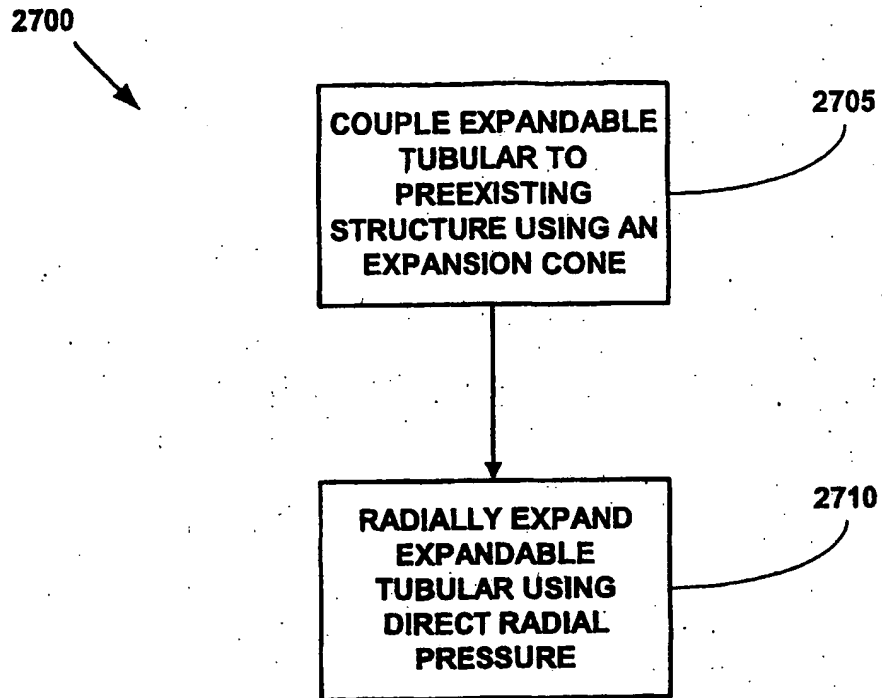 2700
2705
COUPLE EXPANDABLE
TUBULAR TO
PREEXISTING
STRUCTURE USING AN
EXPANSION CONE
2710
RADIALLY EXPAND
EXPANDABLE
TUBULAR USING
DIRECT RADIAL
PRESSURE